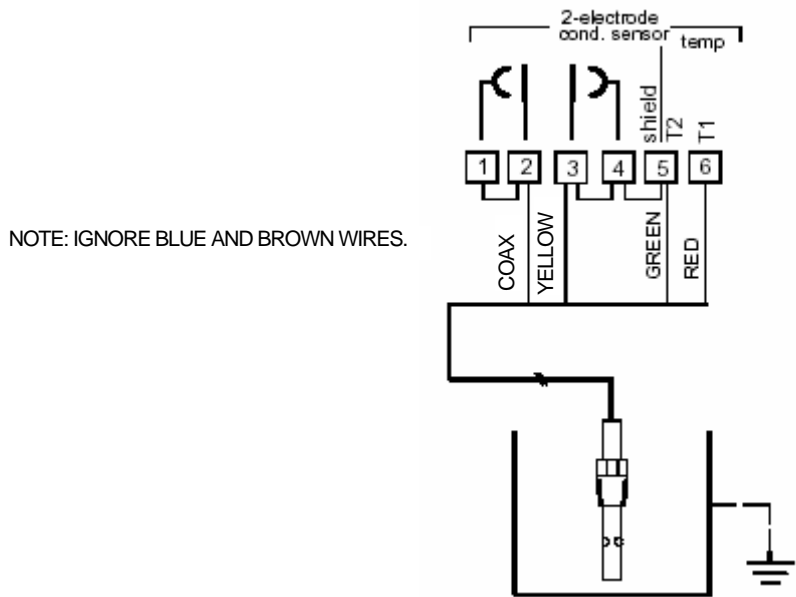 2-electrode
cond. sensor
temp
shield
T2
T1
1 2 3 4 5 6
NOTE: IGNORE BLUE AND BROWN WIRES.
COAX
YELLOW
GREEN
RED